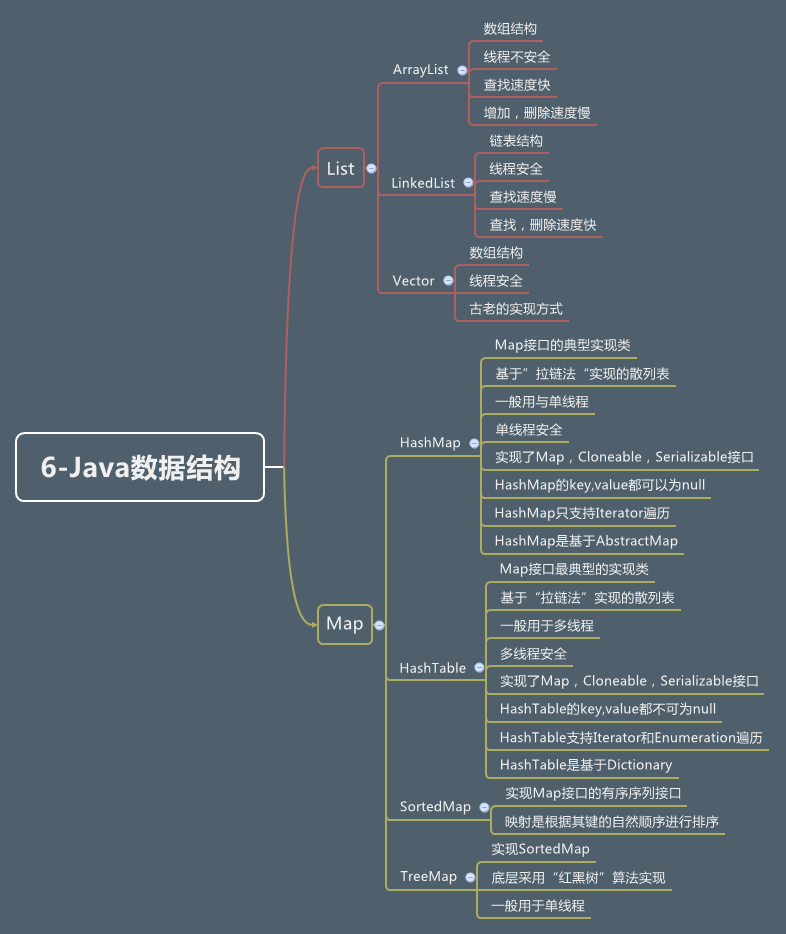 6-Java数据结构
List
ArrayList
数组结构
线程不安全
查找速度快
增加，删除速度慢
LinkedList
链表结构
线程安全
查找速度慢
查找，删除速度快
Vector
数组结构
线程安全
古老的实现方式
Map
HashMap
Map接口的典型实现类
基于”拉链法“实现的散列表
一般用与单线程
单线程安全
实现了Map，Cloneable，Serializable接口
HashMap的key,value都可以为null
HashMap只支持Iterator遍历
HashMap是基于AbstractMap
HashTable
Map接口最典型的实现类
基于“拉链法”实现的散列表
一般用于多线程
多线程安全
实现了Map，Cloneable，Serializable接口
HashTable的key,value都不可为null
HashTable支持Iterator和Enumeration遍历
HashTable是基于Dictionary
SortedMap
实现Map接口的有序序列接口
映射是根据其键的自然顺序进行排序
TreeMap
实现SortedMap
底层采用“红黑树”算法实现
一般用于单线程